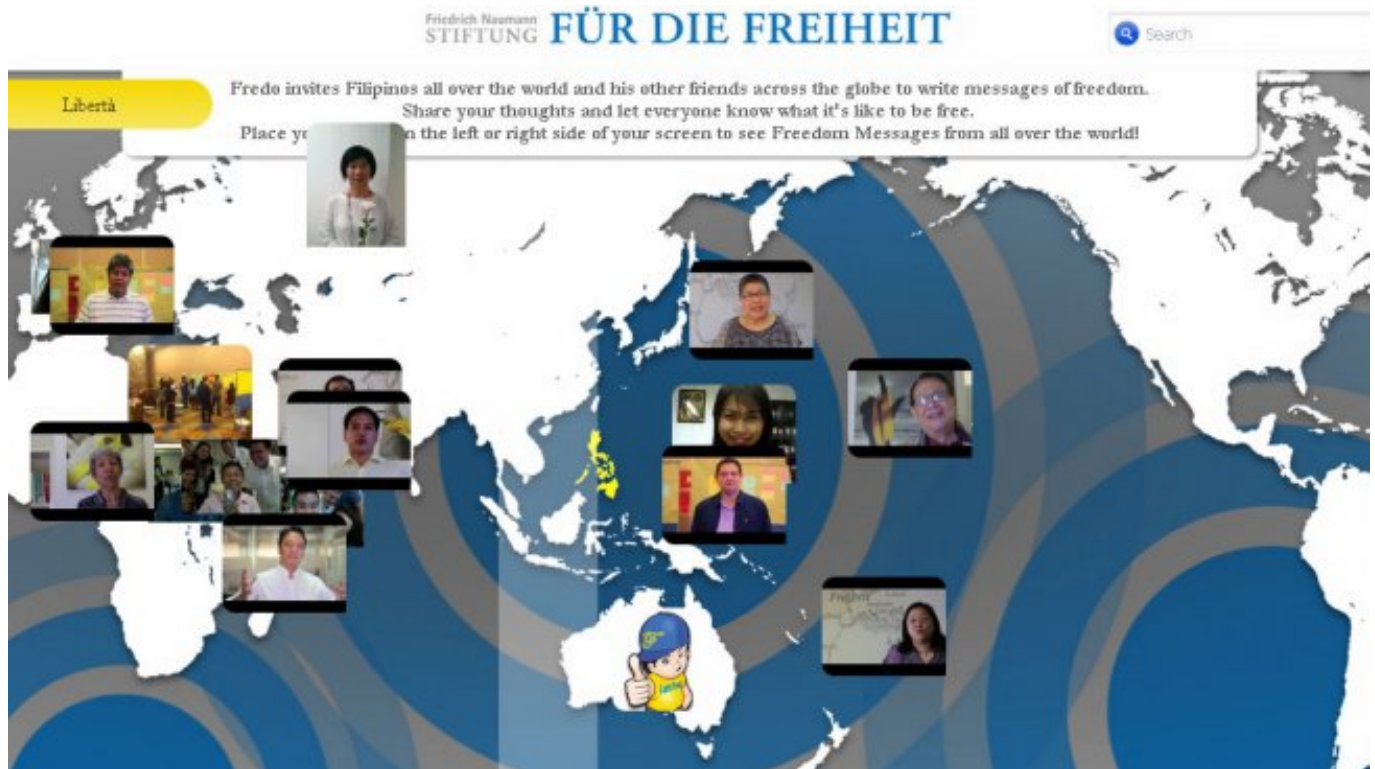 Friedrich Naumann
STIFTUNG FÜR DIE FREIHEIT
Search
Libertà
Fredo invites Filipinos all over the world and his other friends across the globe to write messages of freedom.
Share your thoughts and let everyone know what it's like to be free.
Place n the left or right side of your screen to see Freedom Messages from all over the world!